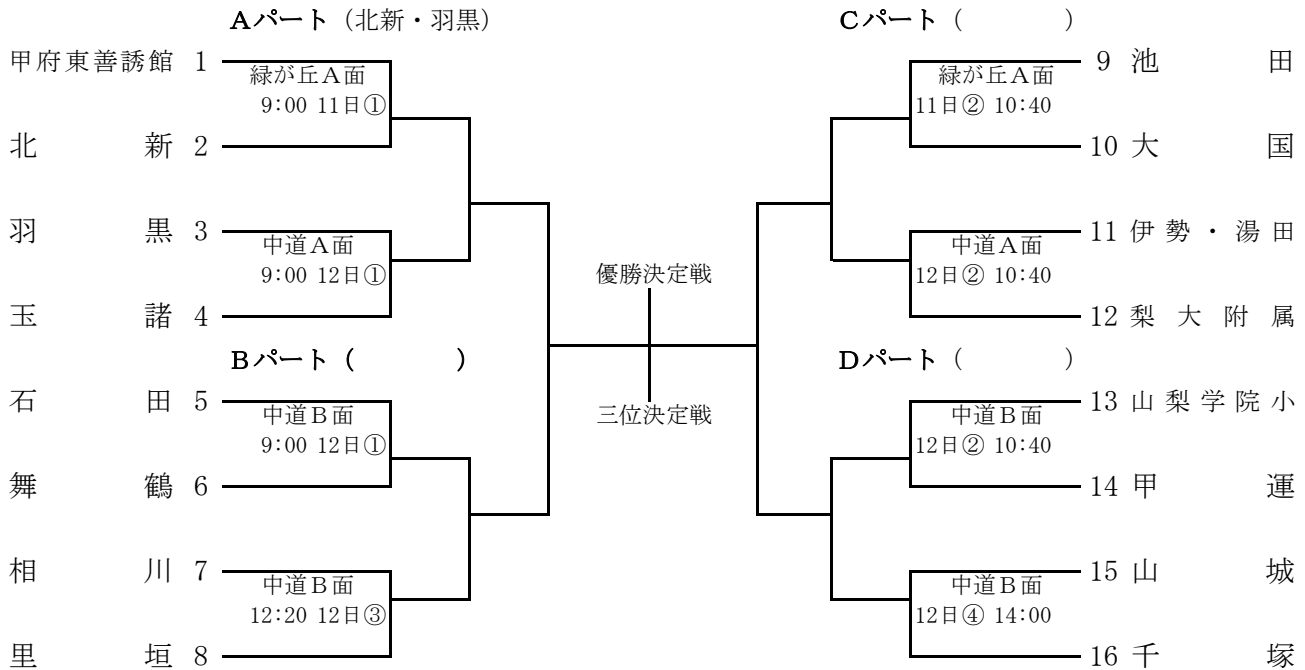 Aパート（北新・羽黒）
甲府東善誘館 1
緑が丘A面
9:00 11日①
北新 2
羽黒 3
中道A面
9:00 12日①
玉諸 4
Bパート（　　　）
石田 5
中道B面
9:00 12日①
舞鶴 6
相川 7
中道B面
12:20 12日③
里垣 8
優勝決定戦
三位決定戦
Cパート（　　　）
9 池田
緑が丘A面
11日② 10:40
10 大国
11 伊勢・湯田
中道A面
12日② 10:40
12 梨大附属
Dパート（　　　）
13 山梨学院小
中道B面
12日② 10:40
14 甲運
15 山城
中道B面
12日④ 14:00
16 千塚